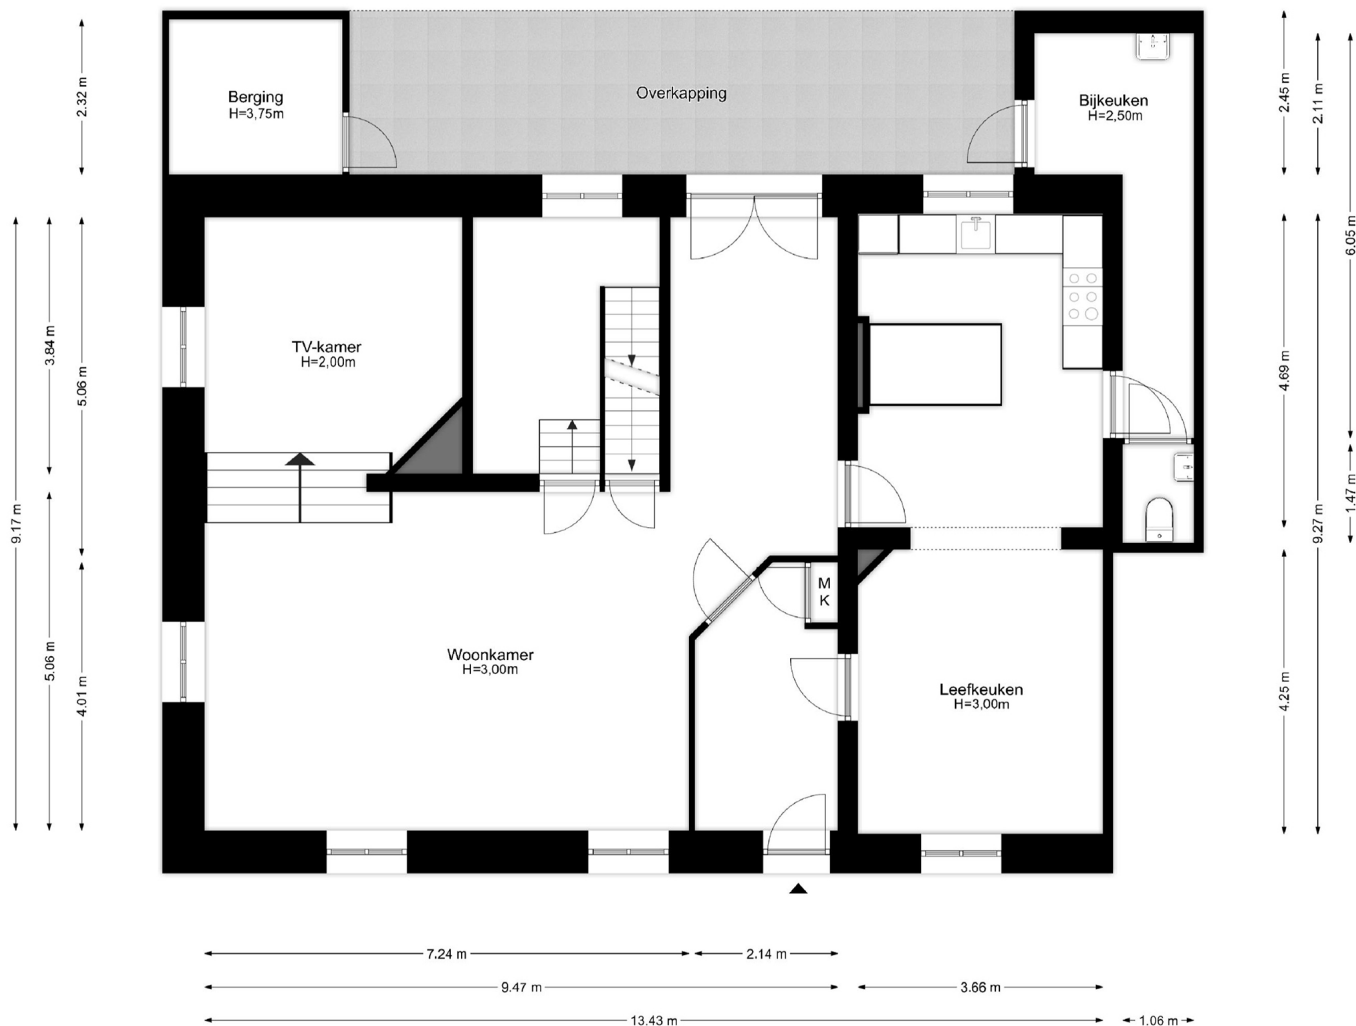 Berging
H=3,75m
Overkapping
Bijkeuken
H=2,50m
TV-kamer
H=2,00m
M
K
Woonkamer
H=3,00m
Leefkeuken
H=3,00m
2.32 m
3.84 m
5.06 m
9.17 m
5.06 m
4.01 m
2.45 m
2.11 m
6.05 m
4.69 m
1.47 m
9.27 m
4.25 m
7.24 m
2.14 m
9.47 m
3.66 m
13.43 m
1.06 m